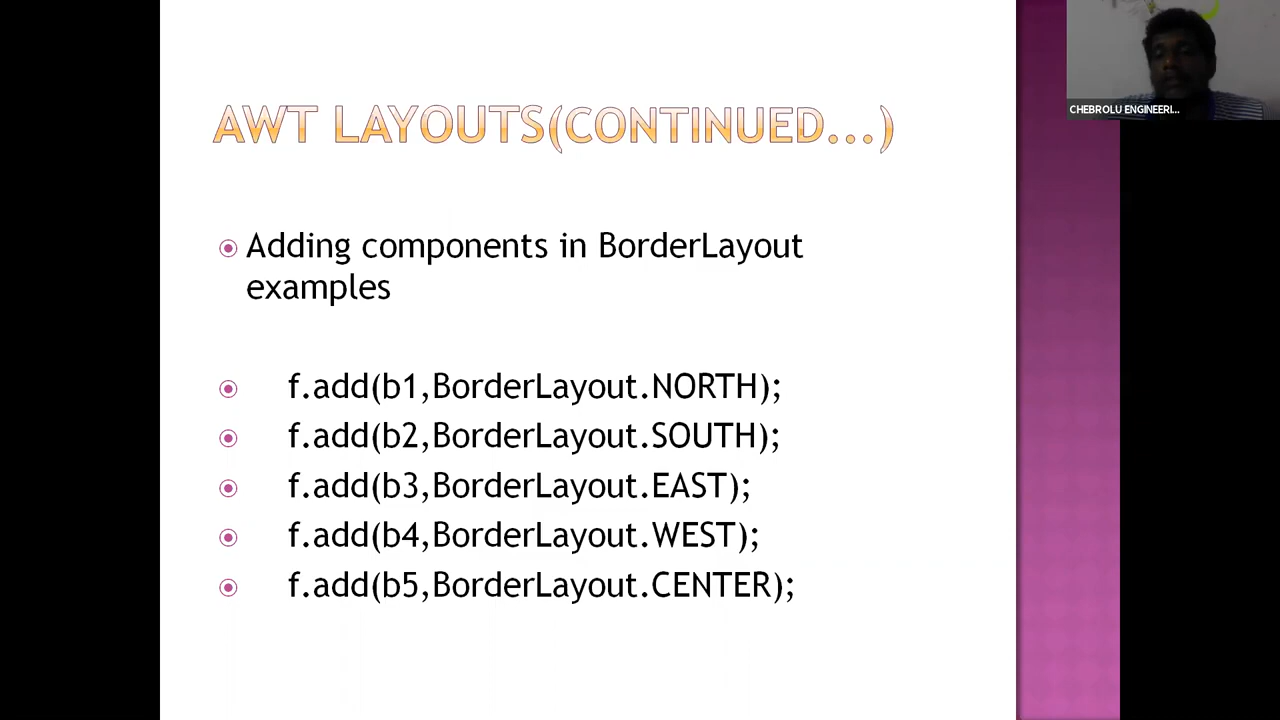 CHEBROLU ENGINEERI...
AWT LAYOUTS(CONTINUED...)
Adding components in BorderLayout
examples
f.add(b1,BorderLayout.NORTH);
f.add(b2,BorderLayout.SOUTH);
f.add(b3,BorderLayout.EAST);
f.add(b4,BorderLayout.WEST);
f.add(b5,BorderLayout.CENTER);